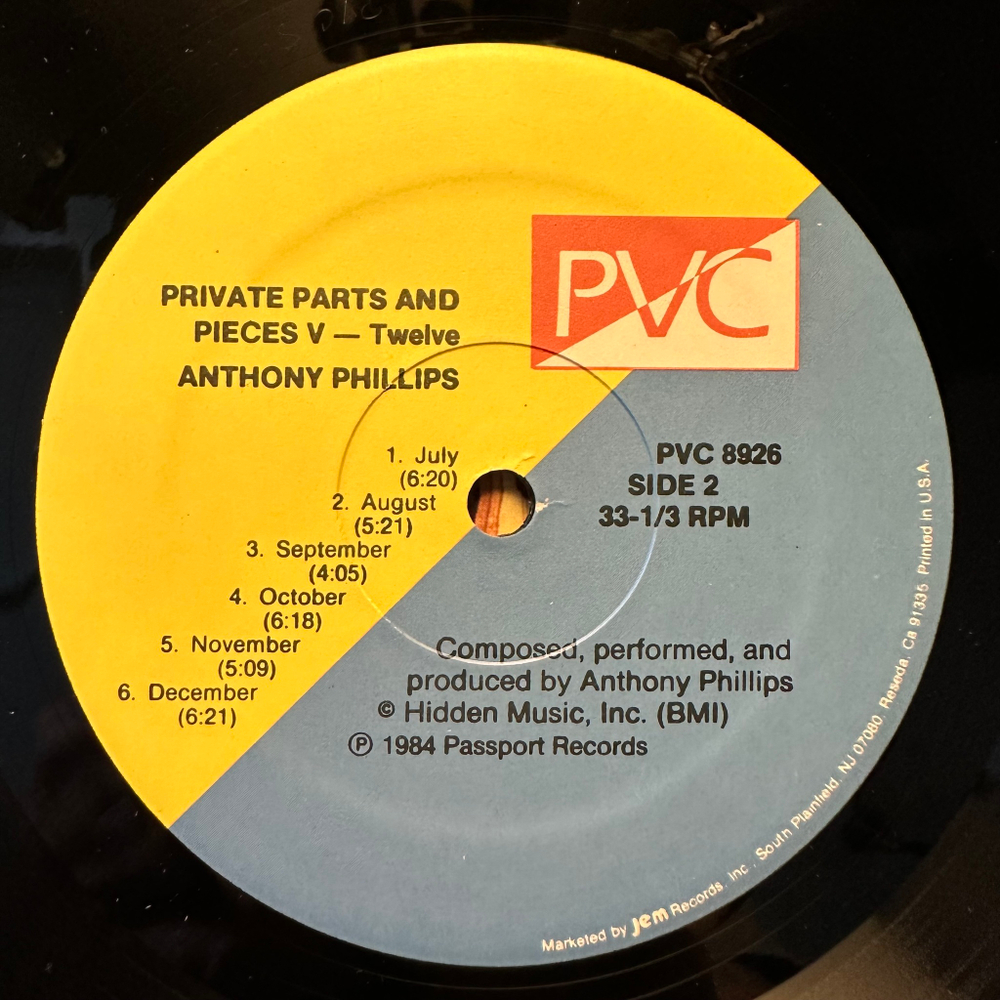 PVC
PRIVATE PARTS AND
PIECES V — Twelve
ANTHONY PHILLIPS
1. July
(6:20)
2. August
(5:21)
3. September
(4:05)
4. October
(6:18)
5. November
(5:09)
6. December
(6:21)
PVC 8926
SIDE 2
33-1/3 RPM
Composed, performed, and
produced by Anthony Phillips
© Hidden Music, Inc. (BMI)
℗ 1984 Passport Records
Marketed by Jem Records, Inc., South Plainfield, NJ 07080, Reseda, Ca 91335 Printed in U.S.A.